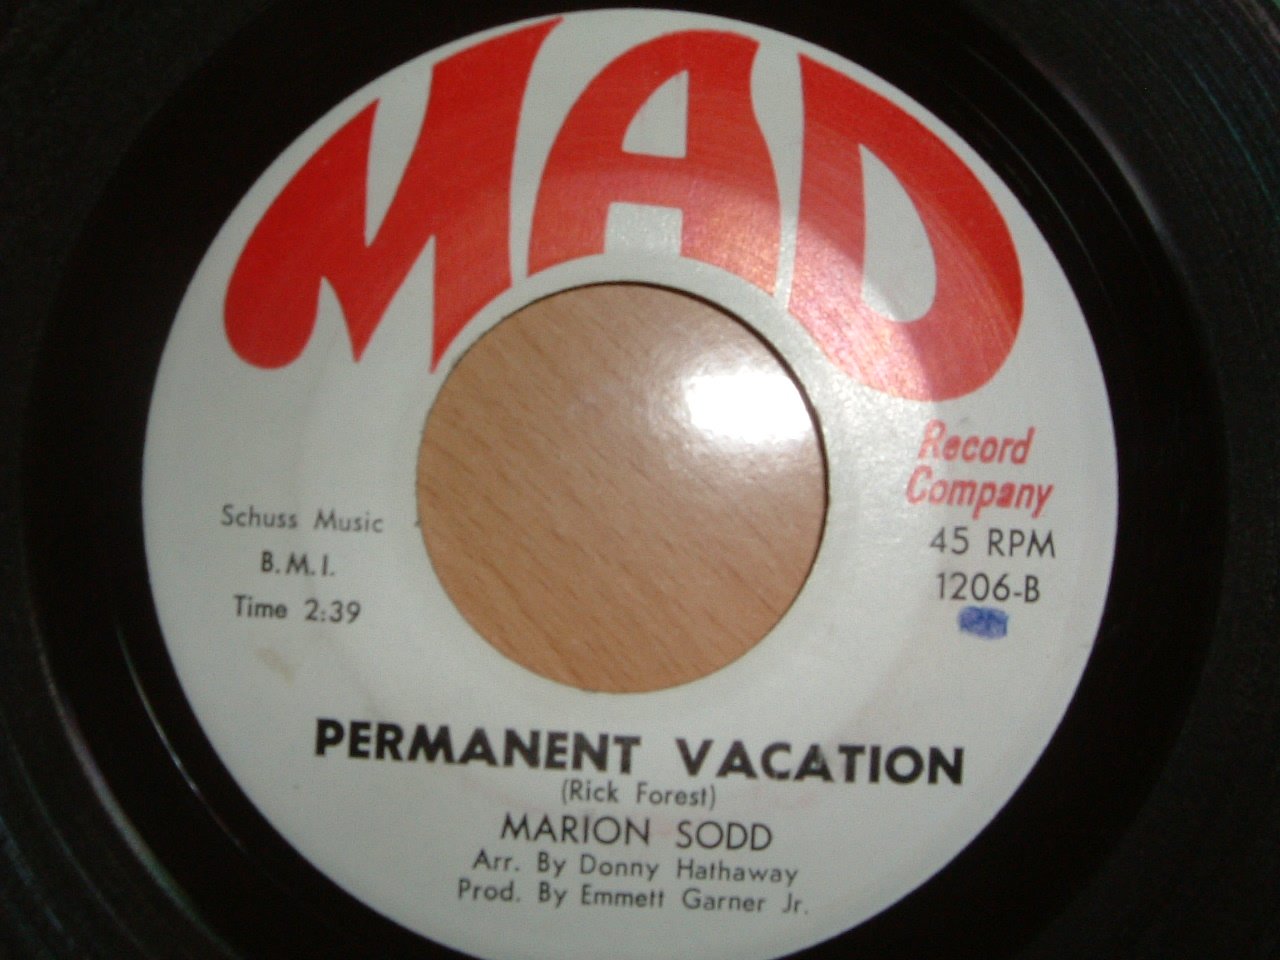 MAD
Record
Company
45 RPM
1206-B
Schuss Music
B.M.I.
Time 2:39
PERMANENT VACATION
(Rick Forest)
MARION SODD
Arr. By Donny Hathaway
Prod. By Emmett Garner Jr.